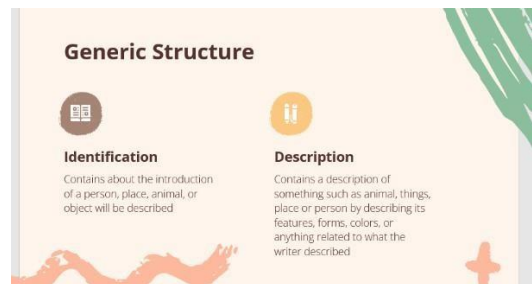 Generic Structure
Identification
Contains about the introduction
of a person, place, animal, or
object will be described
Description
Contains a description of
something such as animal, things,
place or person by describing its
features, forms, colors, or
anything related to what the
writer described